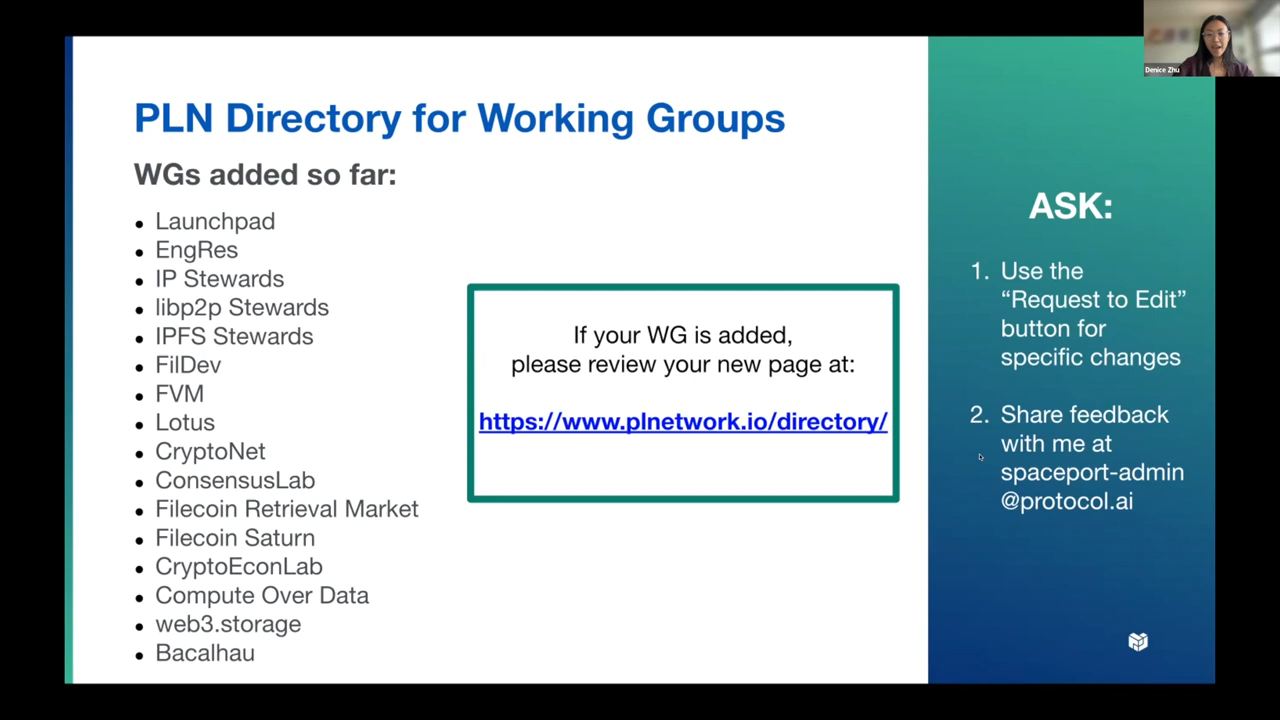 Denice Zhu
PLN Directory for Working Groups
WGs added so far:
• Launchpad
• EngRes
• IP Stewards
• libp2p Stewards
• IPFS Stewards
• FilDev
• FVM
• Lotus
• CryptoNet
• ConsensusLab
• Filecoin Retrieval Market
• Filecoin Saturn
• CryptoEconLab
• Compute Over Data
• web3.storage
• Bacalhau
If your WG is added,
please review your new page at:
https://www.plnetwork.io/directory/
ASK:
1. Use the
“Request to Edit”
button for
specific changes
2. Share feedback
with me at
spaceport-admin
@protocol.ai